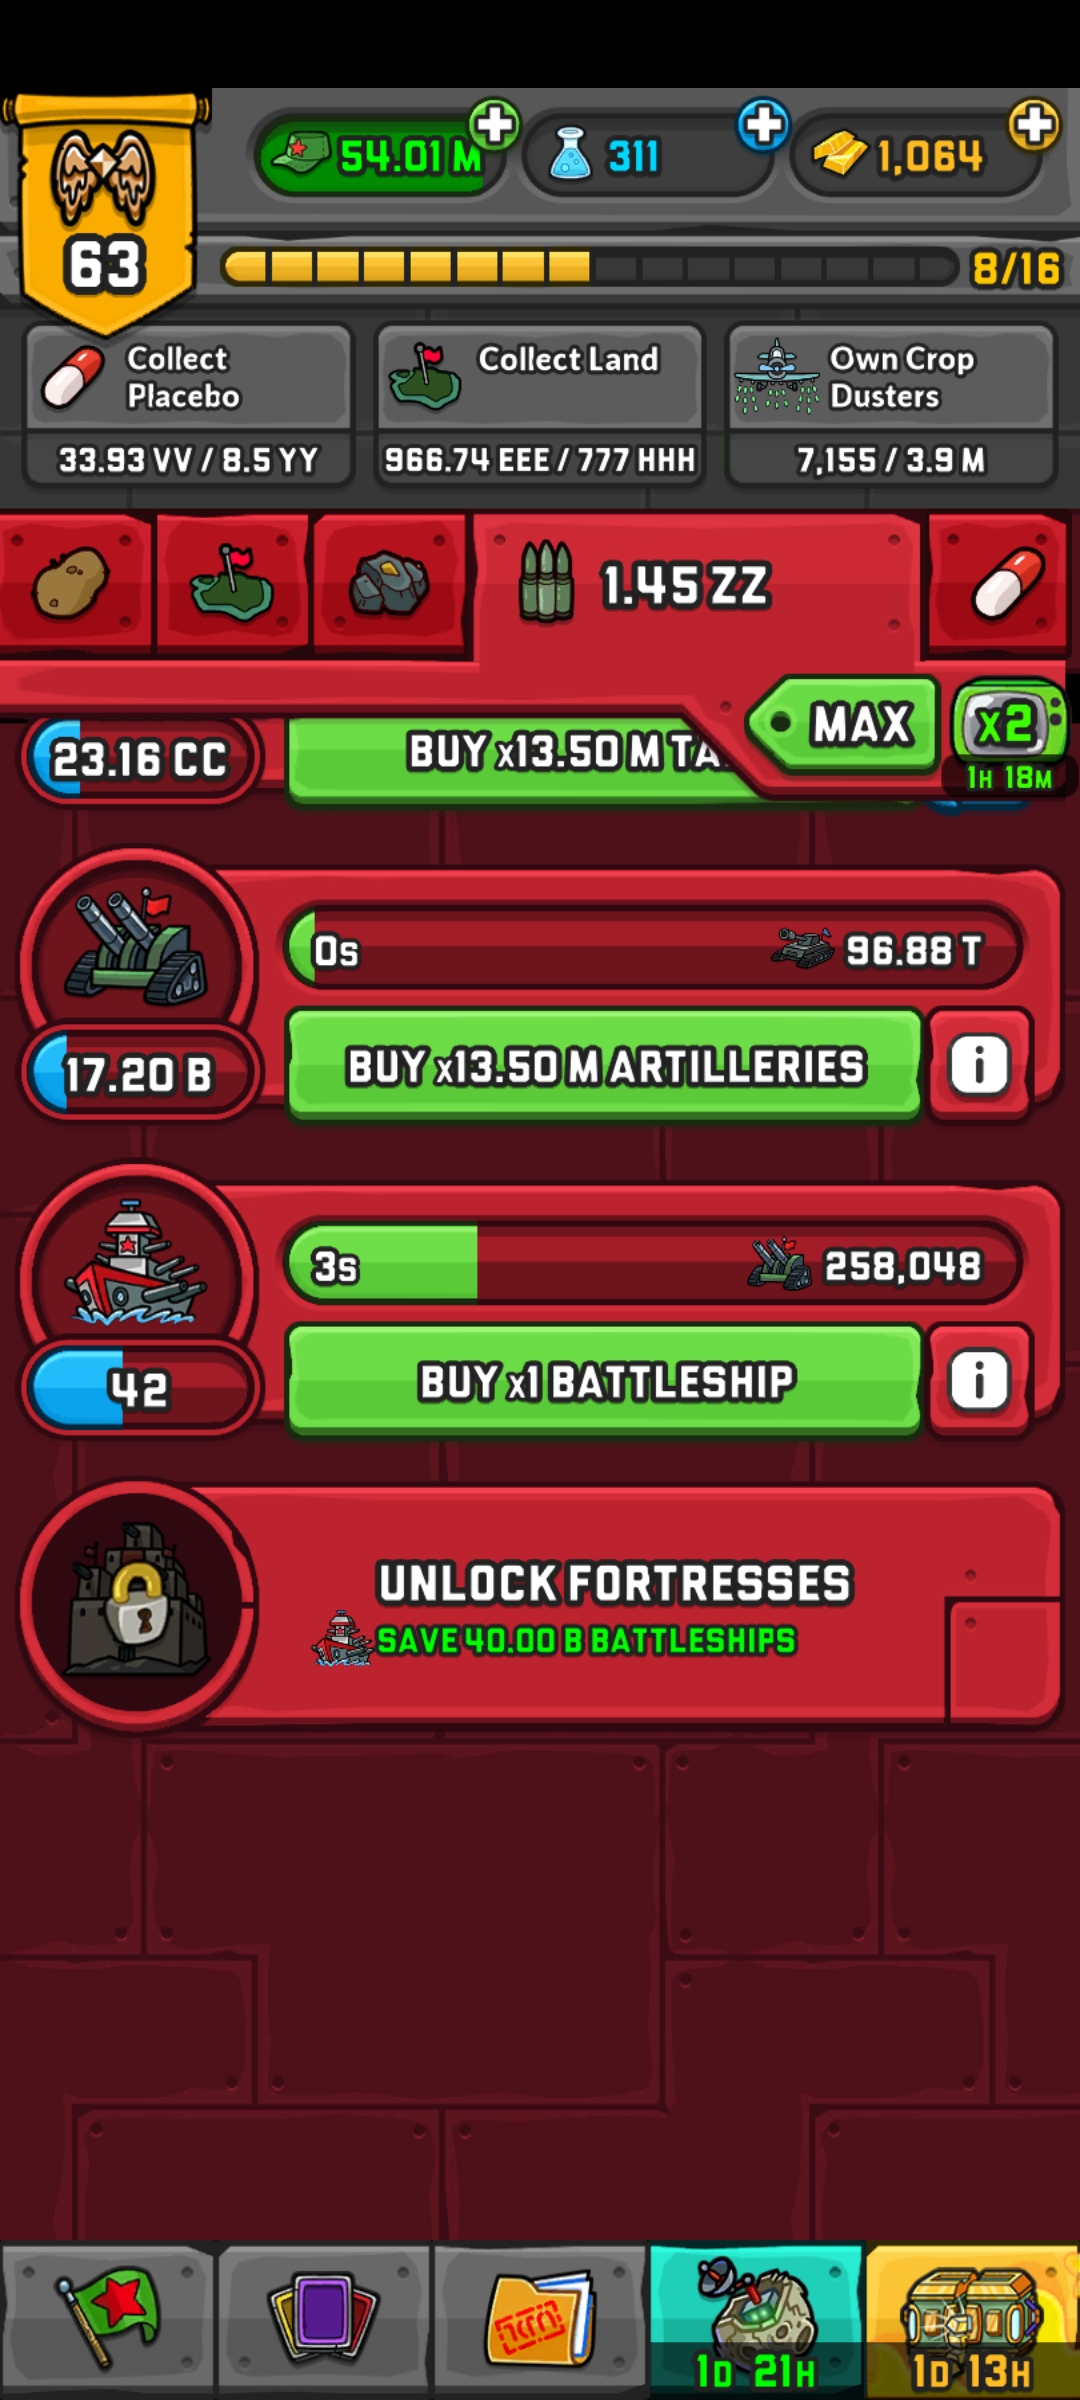 63
54.01 M
311
1,064
8/16
Collect
Placebo
33.93 VV / 8.5 YY
Collect Land
966.74 EEE / 777 HHH
Own Crop
Dusters
7,155 / 3.9 M
1.45 ZZ
MAX
x2
1H 18M
23.16 CC
BUY x13.50 M TA
0s
96.88 T
17.20 B
BUY x13.50 M ARTILLERIES
i
3s
258,048
42
BUY x1 BATTLESHIP
i
UNLOCK FORTRESSES
SAVE 40.00 B BATTLESHIPS
1D 21H
1D 13H